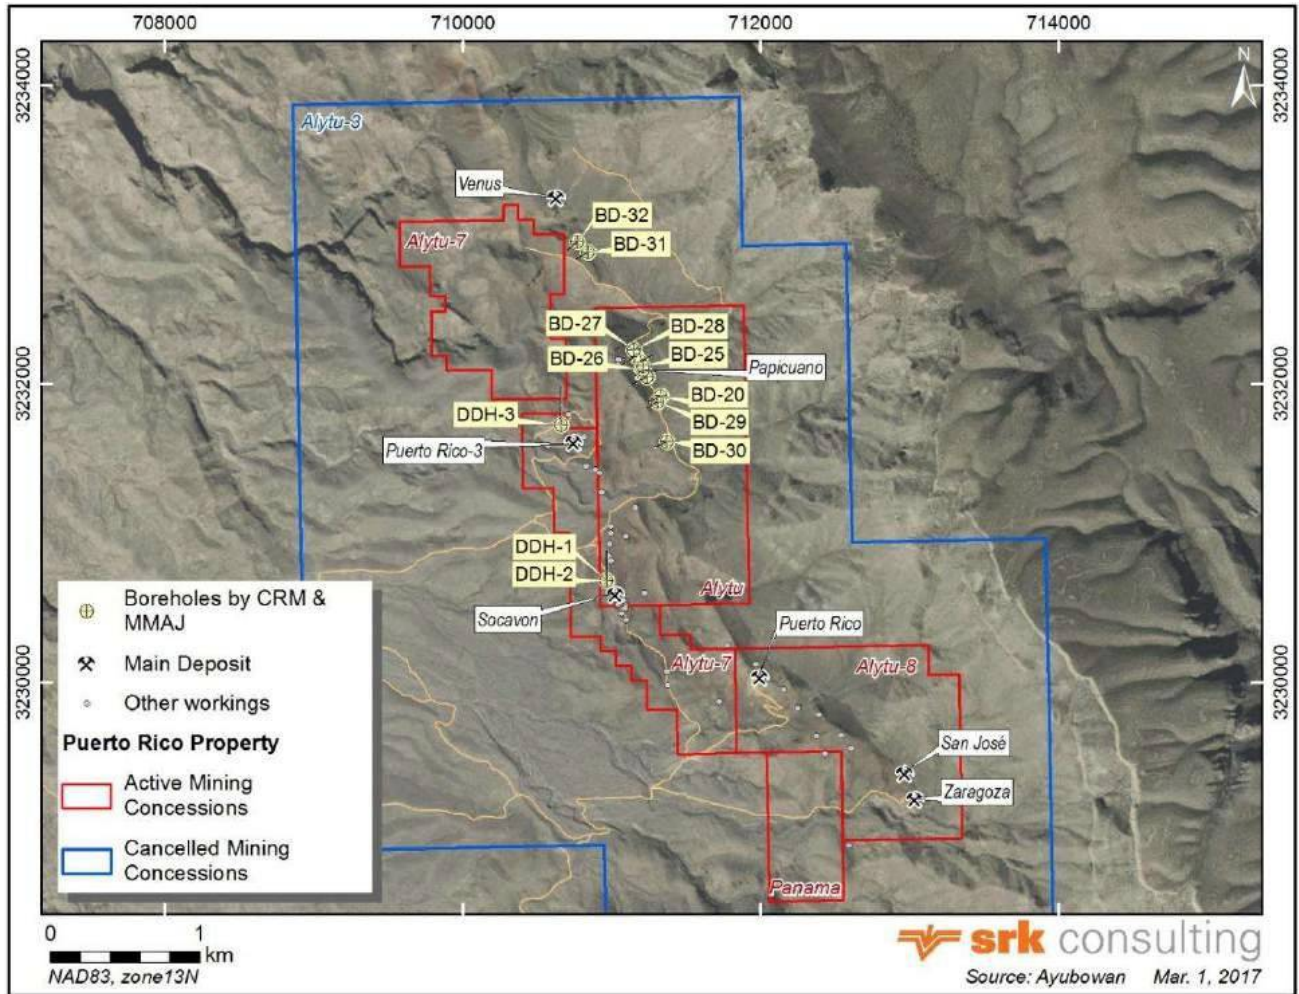 708000
710000
712000
714000
3234000
3234000
N
Alytu-3
Venus
BD-32
BD-31
Alytu-7
BD-27
BD-28
BD-26
BD-25
Papicuano
3232000
3232000
BD-20
DDH-3
BD-29
Puerto Rico-3
BD-30
DDH-1
DDH-2
Alytu
Socavon
Puerto Rico
Alytu-7
Alytu-8
3230000
3230000
San José
Zaragoza
Panama
Boreholes by CRM &
MMAJ
Main Deposit
Other workings
Puerto Rico Property
Active Mining
Concessions
Cancelled Mining
Concessions
0 1
km
NAD83, zone13N
srk consulting
Source: Ayubowan Mar. 1, 2017